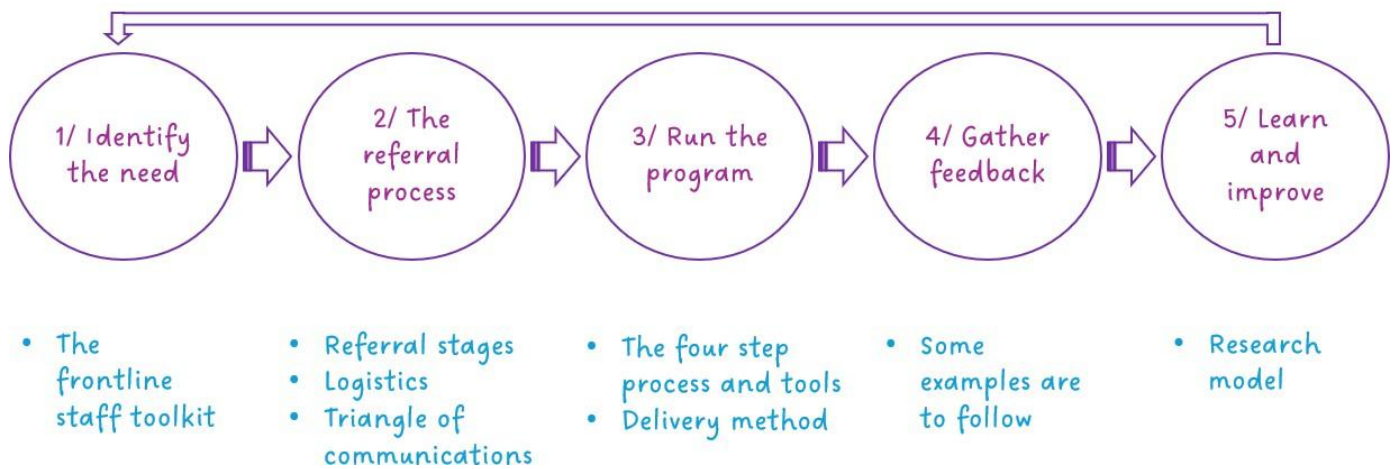 1/ Identify
the need
2/ The
referral
process
3/ Run the
program
4/ Gather
feedback
5/ Learn
and
improve
• The
frontline
staff toolkit
• Referral stages
• Logistics
• Triangle of
communications
• The four step
process and tools
• Delivery method
• Some
examples are
to follow
• Research
model